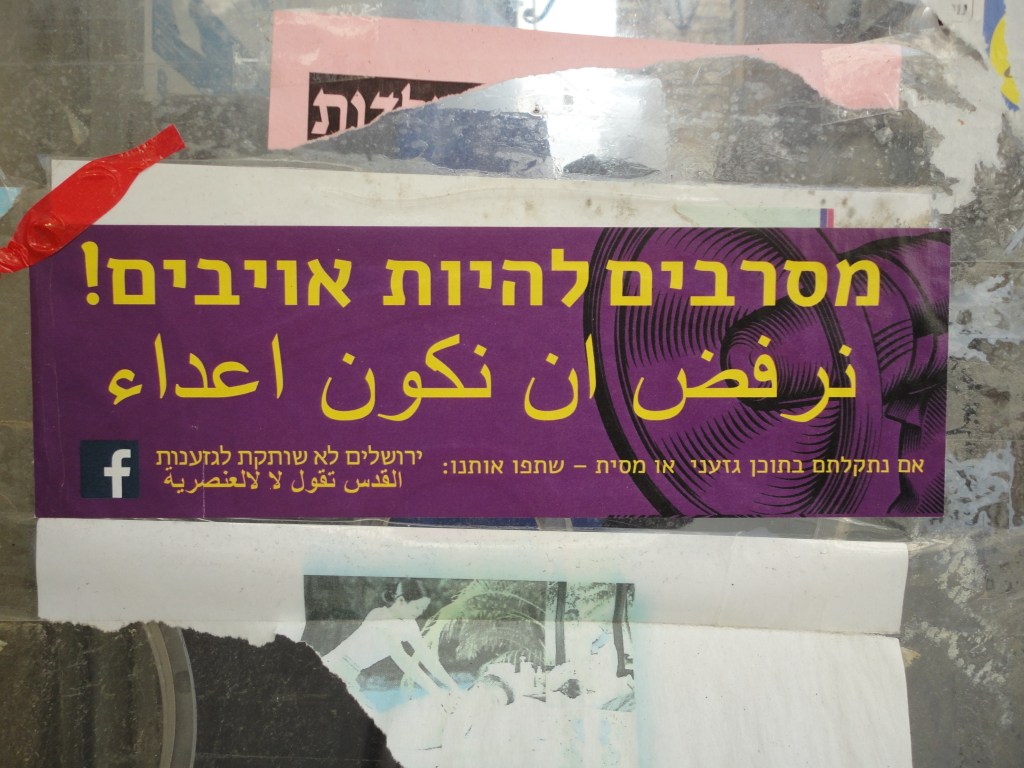 מסרבים להיות אויבים!
نرفض ان نكون اعداء
אם נתקלתם בתוכן גזעני או מסית – שתפו אותנו:
ירושלים לא שותקת לגזענות
القدس تقول لا لالعنصرية
f